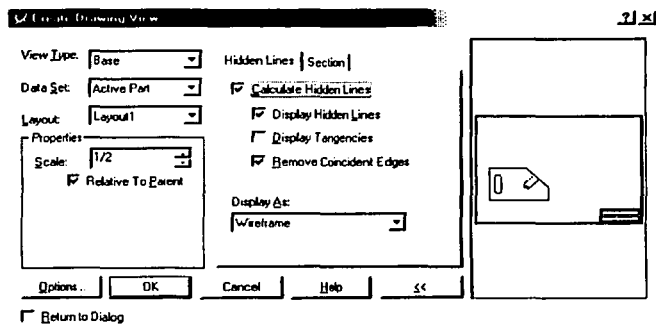 Create Drawing View
View Type: Base
Data Set: Active Part
Layout: Layout1
Properties
Scale: 1/2
Relative To Parent
Hidden Lines Section
Calculate Hidden Lines
Display Hidden Lines
Display Tangencies
Remove Coincident Edges
Display As:
Wireframe
Options.. OK Cancel Help <<
Return to Dialog